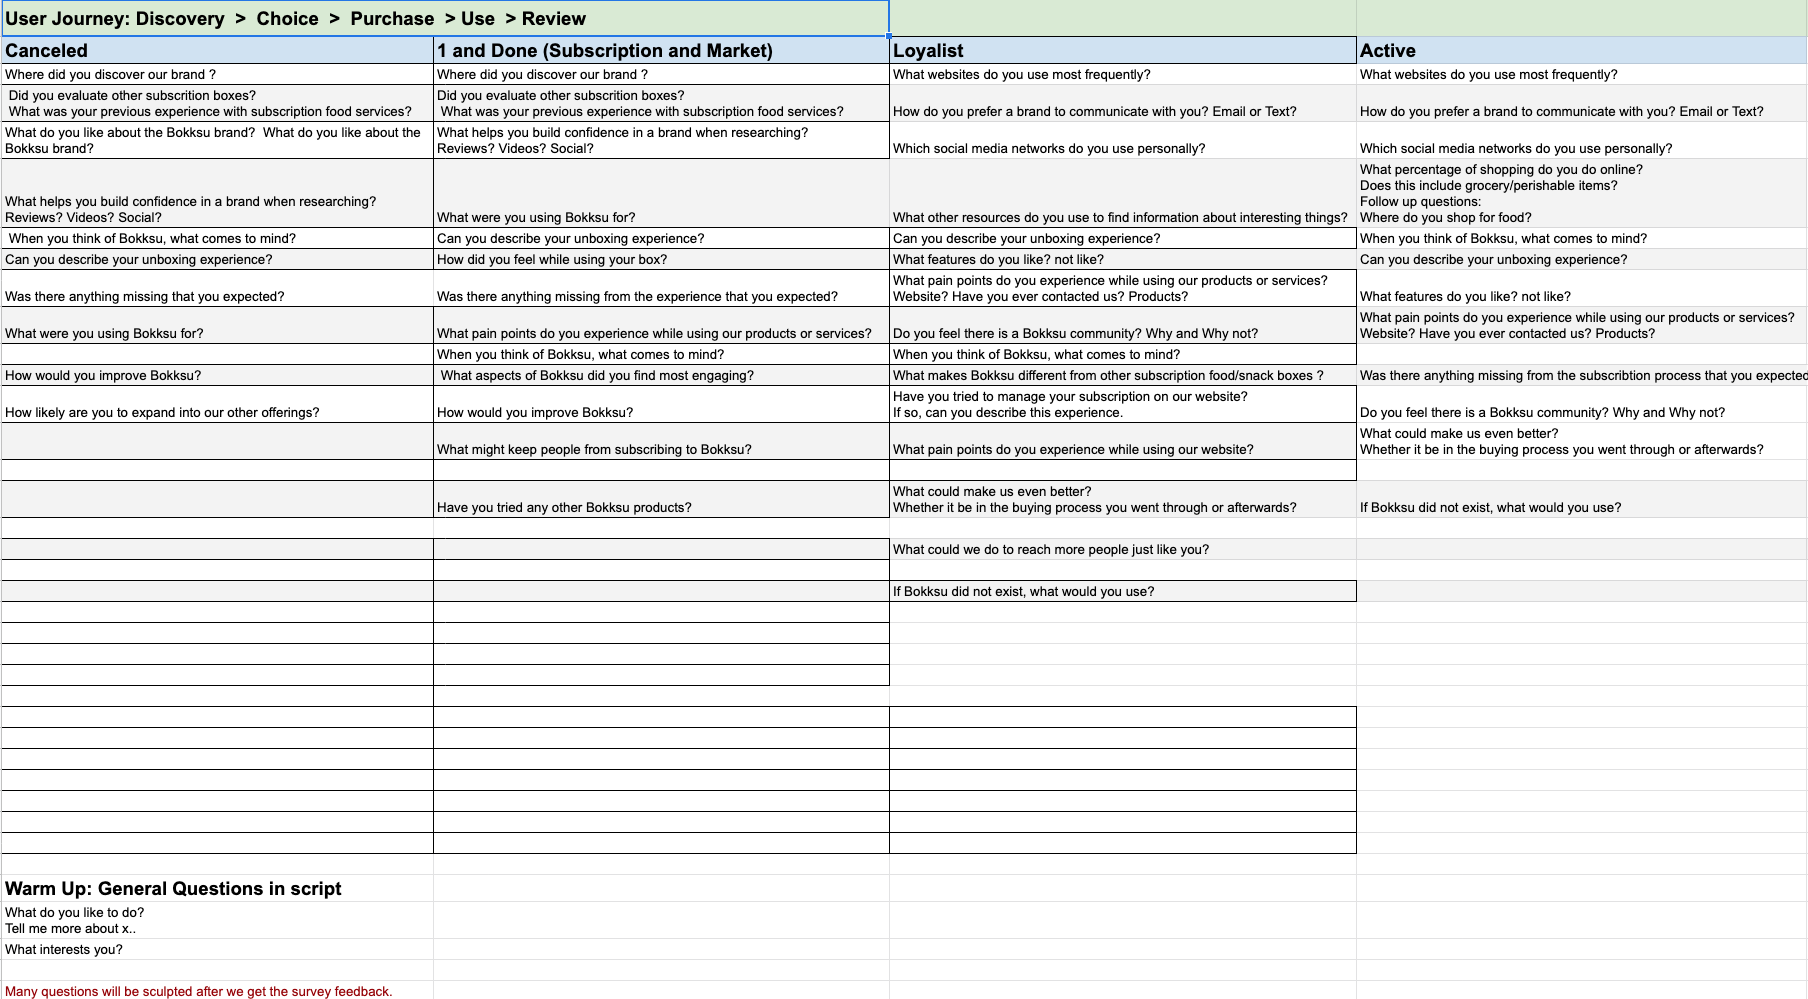 User Journey: Discovery > Choice > Purchase > Use > Review
Canceled
1 and Done (Subscription and Market)
Loyalist
Active
Where did you discover our brand ?
Where did you discover our brand ?
What websites do you use most frequently?
What websites do you use most frequently?
Did you evaluate other subscrition boxes?
What was your previous experience with subscription food services?
Did you evaluate other subscrition boxes?
What was your previous experience with subscription food services?
How do you prefer a brand to communicate with you? Email or Text?
How do you prefer a brand to communicate with you? Email or Text?
What do you like about the Bokksu brand?  What do you like about the
Bokksu brand?
What helps you build confidence in a brand when researching?
Reviews? Videos? Social?
Which social media networks do you use personally?
Which social media networks do you use personally?
What helps you build confidence in a brand when researching?
Reviews? Videos? Social?
What were you using Bokksu for?
What other resources do you use to find information about interesting things?
What percentage of shopping do you do online?
Does this include grocery/perishable items?
Follow up questions:
Where do you shop for food?
When you think of Bokksu, what comes to mind?
Can you describe your unboxing experience?
Can you describe your unboxing experience?
When you think of Bokksu, what comes to mind?
Can you describe your unboxing experience?
How did you feel while using your box?
What features do you like? not like?
Can you describe your unboxing experience?
Was there anything missing that you expected?
Was there anything missing from the experience that you expected?
What pain points do you experience while using our products or services?
Website? Have you ever contacted us? Products?
What features do you like? not like?
What were you using Bokksu for?
What pain points do you experience while using our products or services?
Do you feel there is a Bokksu community? Why and Why not?
What pain points do you experience while using our products or services?
Website? Have you ever contacted us? Products?
When you think of Bokksu, what comes to mind?
When you think of Bokksu, what comes to mind?
How would you improve Bokksu?
What aspects of Bokksu did you find most engaging?
What makes Bokksu different from other subscription food/snack boxes ?
Was there anything missing from the subscribtion process that you expected
How likely are you to expand into our other offerings?
How would you improve Bokksu?
Have you tried to manage your subscription on our website?
If so, can you describe this experience.
Do you feel there is a Bokksu community? Why and Why not?
What might keep people from subscribing to Bokksu?
What pain points do you experience while using our website?
What could make us even better?
Whether it be in the buying process you went through or afterwards?
Have you tried any other Bokksu products?
What could make us even better?
Whether it be in the buying process you went through or afterwards?
If Bokksu did not exist, what would you use?
What could we do to reach more people just like you?
If Bokksu did not exist, what would you use?
Warm Up: General Questions in script
What do you like to do?
Tell me more about x..
What interests you?
Many questions will be sculpted after we get the survey feedback.